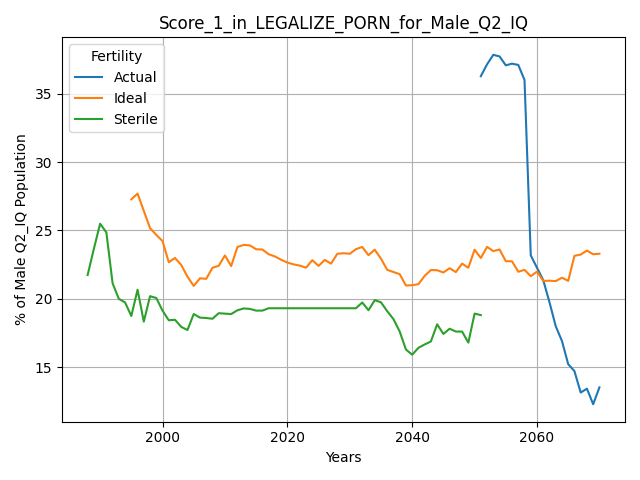 Score_1_in_LEGALIZE_PORN_for_Male_Q2_IQ
Fertility
Actual
Ideal
Sterile
% of Male Q2_IQ Population
35
30
25
20
15
2000
2020
2040
2060
Years